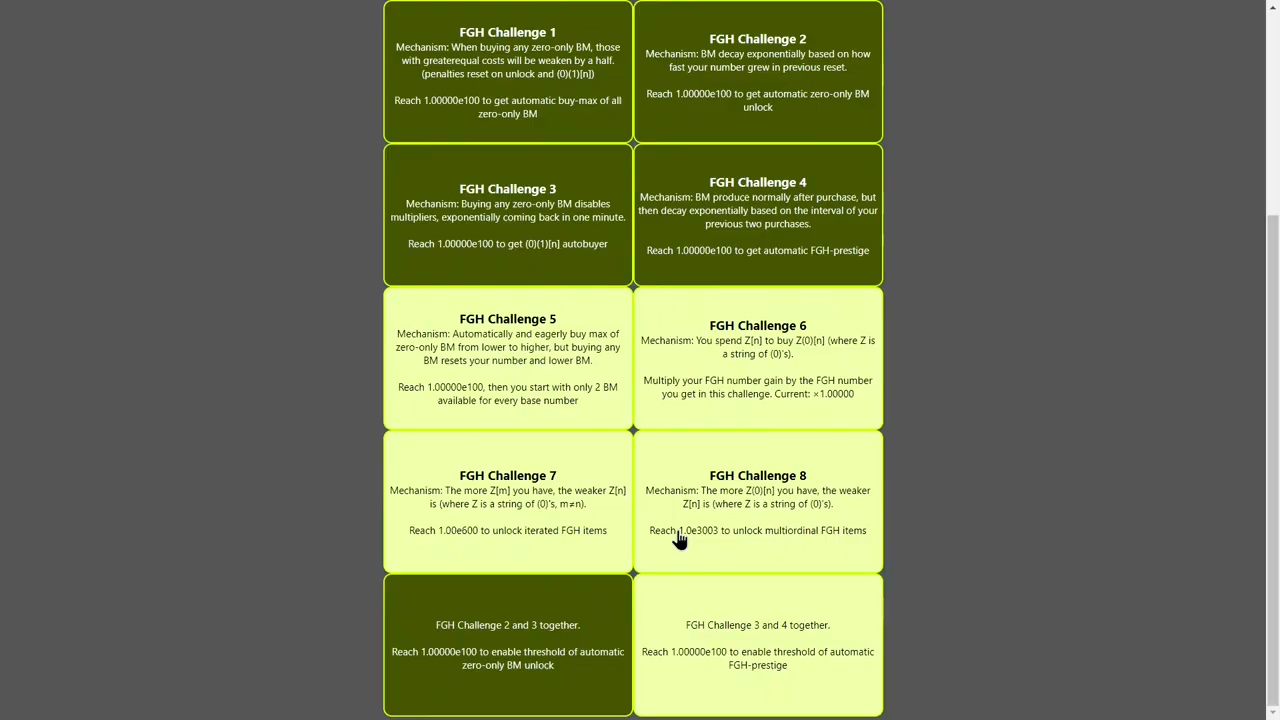 FGH Challenge 1
Mechanism: When buying any zero-only BM, those
with greaterequal costs will be weaken by a half.
(penalties reset on unlock and (0)(1)[n])
Reach 1.00000e100 to get automatic buy-max of all
zero-only BM
FGH Challenge 2
Mechanism: BM decay exponentially based on how
fast your number grew in previous reset.
Reach 1.00000e100 to get automatic zero-only BM
unlock
FGH Challenge 3
Mechanism: Buying any zero-only BM disables
multipliers, exponentially coming back in one minute.
Reach 1.00000e100 to get (0)(1)[n] autobuyer
FGH Challenge 4
Mechanism: BM produce normally after purchase, but
then decay exponentially based on the interval of your
previous two purchases.
Reach 1.00000e100 to get automatic FGH-prestige
FGH Challenge 5
Mechanism: Automatically and eagerly buy max of
zero-only BM from lower to higher, but buying any
BM resets your number and lower BM.
Reach 1.00000e100, then you start with only 2 BM
available for every base number
FGH Challenge 6
Mechanism: You spend Z[n] to buy Z(0)[n] (where Z is
a string of (0)'s).
Multiply your FGH number gain by the FGH number
you get in this challenge. Current: ×1.00000
FGH Challenge 7
Mechanism: The more Z[m] you have, the weaker Z[n]
is (where Z is a string of (0)'s, m≠n).
Reach 1.00e600 to unlock iterated FGH items
FGH Challenge 8
Mechanism: The more Z(0)[n] you have, the weaker
Z[n] is (where Z is a string of (0)'s).
Reach 1.0e3003 to unlock multiordinal FGH items
FGH Challenge 2 and 3 together.
Reach 1.00000e100 to enable threshold of automatic
zero-only BM unlock
FGH Challenge 3 and 4 together.
Reach 1.00000e100 to enable threshold of automatic
FGH-prestige